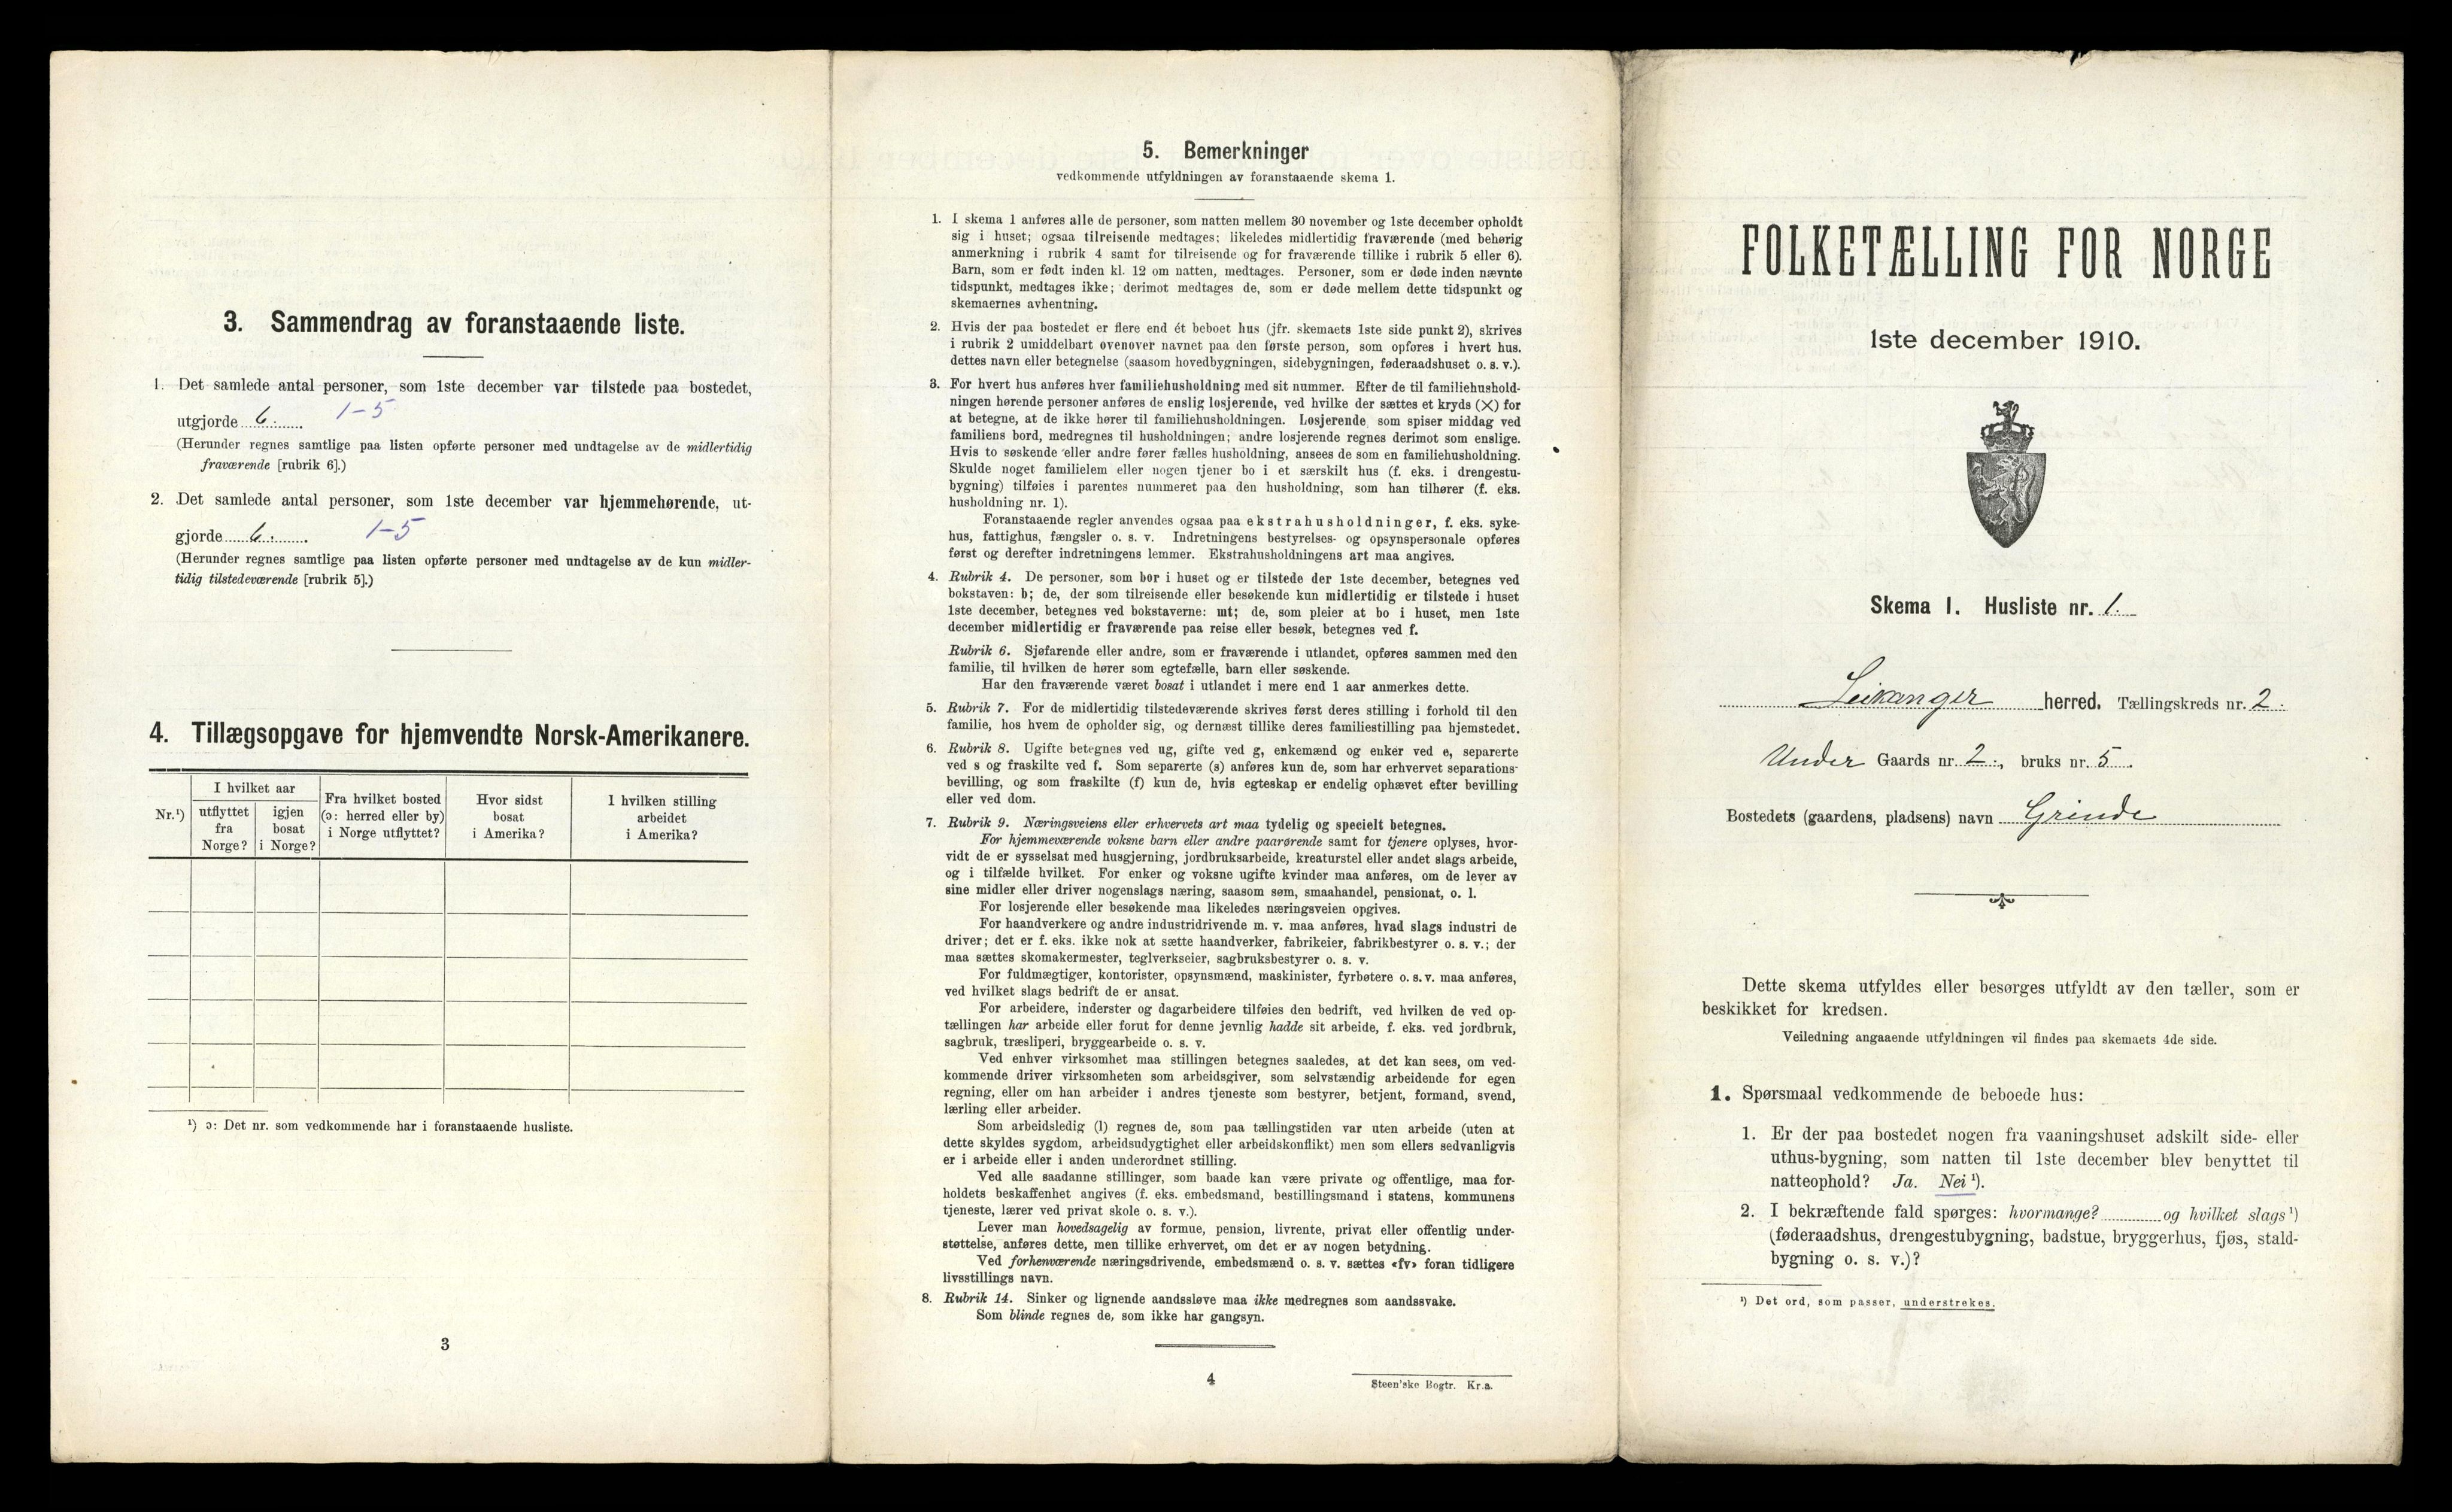 3. Sammendrag av foranstaaende liste.
1. Det samlede antal personer, som 1ste december var tilstede paa bostedet,
utgjorde 6. 1-5
(Herunder regnes samtlige paa listen opførte personer med undtagelse av de midlertidig
fraværende [rubrik 6].)
2. Det samlede antal personer, som 1ste december var hjemmehørende, ut-
gjorde 6. 1-5
(Herunder regnes samtlige paa listen opførte personer med undtagelse av de kun midler-
tidig tilstedeværende [rubrik 5].)
4. Tillægsopgave for hjemvendte Norsk-Amerikanere.
Nr.¹)
I hvilket aar
utflyttet fra Norge?
igjen bosat i Norge?
Fra hvilket bosted (ɔ: herred eller by) i Norge utflyttet?
Hvor sidst bosat i Amerika?
I hvilken stilling arbeidet i Amerika?
¹) ɔ: Det nr. som vedkommende har i foranstaaende husliste.
3
5. Bemerkninger
vedkommende utfyldningen av foranstaaende skema 1.
1. I skema 1 anføres alle de personer, som natten mellem 30 november og 1ste december opholdt
sig i huset; ogsaa tilreisende medtages; likeledes midlertidig fraværende (med behørig
anmerkning i rubrik 4 samt for tilreisende og for fraværende tillike i rubrik 5 eller 6).
Barn, som er født inden kl. 12 om natten, medtages. Personer, som er døde inden nævnte
tidspunkt, medtages ikke; derimot medtages de, som er døde mellem dette tidspunkt og
skemaernes avhentning.
2. Hvis der paa bostedet er flere end ét beboet hus (jfr. skemaets 1ste side punkt 2), skrives
i rubrik 2 umiddelbart ovenover navnet paa den første person, som opføres i hvert hus.
dettes navn eller betegnelse (saasom hovedbygningen, sidebygningen, føderaadshuset o. s. v.).
3. For hvert hus anføres hver familiehusholdning med sit nummer. Efter de til familiehushold-
ningen hørende personer anføres de enslig losjerende, ved hvilke der sættes et kryds (X) for
at betegne, at de ikke hører til familiehusholdningen. Losjerende som spiser middag ved
familiens bord, medregnes til husholdningen; andre losjerende regnes derimot som enslige.
Hvis to søskende eller andre fører fælles husholdning, ansees de som en familiehusholdning.
Skulde noget familielem eller nogen tjener bo i et særskilt hus (f. eks. i drengestu-
bygning) tilføies i parentes nummeret paa den husholdning, som han tilhører (f. eks.
husholdning nr. 1).
Foranstaaende regler anvendes ogsaa paa ekstrahusholdninger, f. eks. syke-
hus, fattighus, fængsler o. s. v. Indretningens bestyrelses- og opsynspersonale opføres
først og derefter indretningens lemmer. Ekstrahusholdningens art maa angives.
4. Rubrik 4. De personer, som bor i huset og er tilstede der 1ste december, betegnes ved
bokstaven: b; de, der som tilreisende eller besøkende kun midlertidig er tilstede i huset
1ste december, betegnes ved bokstaverne: mt; de, som pleier at bo i huset, men 1ste
december midlertidig er fraværende paa reise eller besøk, betegnes ved f.
Rubrik 6. Sjøfarende eller andre, som er fraværende i utlandet, opføres sammen med den
familie, til hvilken de hører som egtefælle, barn eller søskende.
Har den fraværende været bosat i utlandet i mere end 1 aar anmerkes dette.
5. Rubrik 7. For de midlertidig tilstedeværende skrives først deres stilling i forhold til den
familie, hos hvem de opholder sig, og dernæst tillike deres familiestilling paa hjemstedet.
6. Rubrik 8. Ugifte betegnes ved ug, gifte ved g, enkemænd og enker ved e, separerte
ved s og fraskilte ved f. Som separerte (s) anføres kun de, som har erhvervet separations-
bevilling, og som fraskilte (f) kun de, hvis egteskap er endelig ophævet efter bevilling
eller ved dom.
7. Rubrik 9. Næringsveiens eller erhvervets art maa tydelig og specielt betegnes.
For hjemmeværende voksne barn eller andre paarørende samt for tjenere oplyses, hvor-
vidt de er sysselsat med husgjerning, jordbruksarbeide, kreaturstel eller andet slags arbeide,
og i tilfælde hvilket. For enker og voksne ugifte kvinder maa anføres, om de lever av
sine midler eller driver nogenslags næring, saasom søm, smaahandel, pensionat, o. l.
For losjerende eller besøkende maa likeledes næringsveien opgives.
For haandverkere og andre industridrivende m. v. maa anføres, hvad slags industri de
driver; det er f. eks. ikke nok at sætte haandverker, fabrikeier, fabrikbestyrer o. s. v.; der
maa sættes skomakermester, teglverkseier, sagbruksbestyrer o. s. v.
For fuldmægtiger, kontorister, opsynsmænd, maskinister, fyrbøtere o. s. v. maa anføres,
ved hvilket slags bedrift de er ansat.
For arbeidere, inderster og dagarbeidere tilføies den bedrift, ved hvilken de ved op-
tællingen har arbeide eller forut for denne jevnlig hadde sit arbeide, f. eks. ved jordbruk,
sagbruk, træsliperi, bryggearbeide o. s. v.
Ved enhver virksomhet maa stillingen betegnes saaledes, at det kan sees, om ved-
kommende driver virksomheten som arbeidsgiver, som selvstændig arbeidende for egen
regning, eller om han arbeider i andres tjeneste som bestyrer, betjent, formand, svend,
lærling eller arbeider.
Som arbeidsledig (l) regnes de, som paa tællingstiden var uten arbeide (uten at
dette skyldes sygdom, arbeidsudygtighet eller arbeidskonflikt) men som ellers sedvanligvis
er i arbeide eller i anden underordnet stilling.
Ved alle saadanne stillinger, som baade kan være private og offentlige, maa for-
holdets beskaffenhet angives (f. eks. embedsmand, bestillingsmand i statens, kommunens
tjeneste, lærer ved privat skole o. s. v.).
Lever man hovedsagelig av formue, pension, livrente, privat eller offentlig under-
støttelse, anføres dette, men tillike erhvervet, om det er av nogen betydning.
Ved forhenværende næringsdrivende, embedsmænd o. s. v. sættes «fv» foran tidligere
livsstillings navn.
8. Rubrik 14. Sinker og lignende aandssløve maa ikke medregnes som aandssvake.
Som blinde regnes de, som ikke har gangsyn.
4
Steen'ske Bogtr. Kr.a.
FOLKETÆLLING FOR NORGE
1ste december 1910.
Skema 1. Husliste nr. 1.
Leikanger herred. Tællingskreds nr. 2.
Under Gaards nr. 2., bruks nr. 5.
Bostedets (gaardens, pladsens) navn Grinde
Dette skema utfyldes eller besørges utfyldt av den tæller, som er
beskikket for kredsen.
Veiledning angaaende utfyldningen vil findes paa skemaets 4de side.
1. Spørsmaal vedkommende de beboede hus:
1. Er der paa bostedet nogen fra vaaningshuset adskilt side- eller
uthus-bygning, som natten til 1ste december blev benyttet til
natteophold? Ja. Nei ¹).
2. I bekræftende fald spørges: hvormange? og hvilket slags ¹)
(føderaadshus, drengestubygning, badstue, bryggerhus, fjøs, stald-
bygning o. s. v.)?
¹) Det ord, som passer, understrekes.